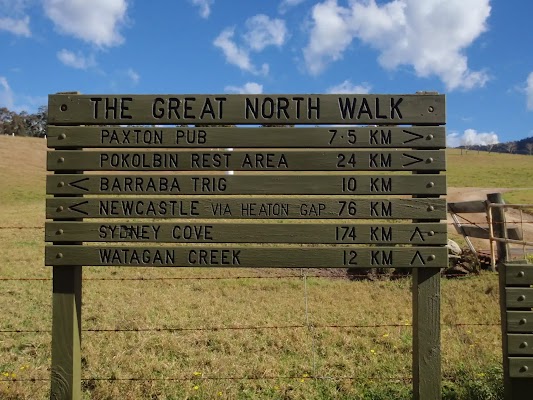 THE GREAT NORTH WALK
PAXTON PUB 7.5 KM >
POKOLBIN REST AREA 24 KM >
< BARRABA TRIG 10 KM
< NEWCASTLE VIA HEATON GAP 76 KM
SYDNEY COVE 174 KM ^
WATAGAN CREEK 12 KM ^